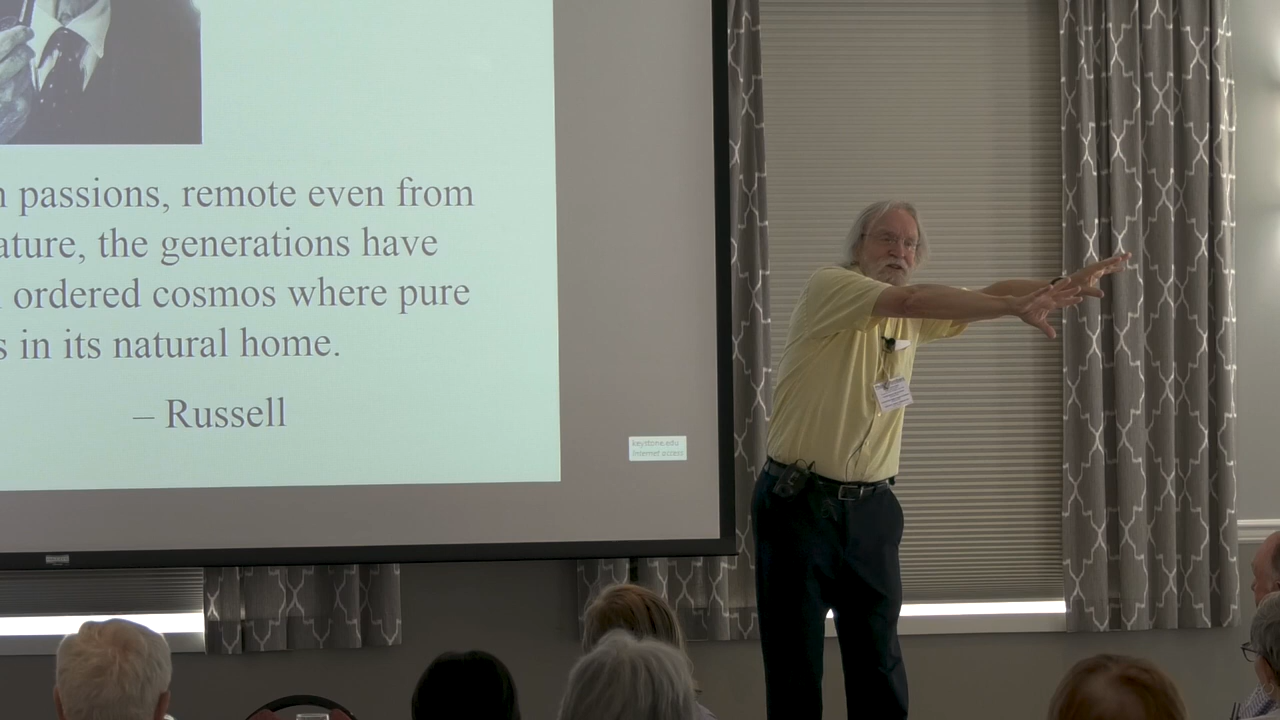 passions, remote even from
ature, the generations have
ordered cosmos where pure
s in its natural home.
– Russell
keystone.edu
Internet access